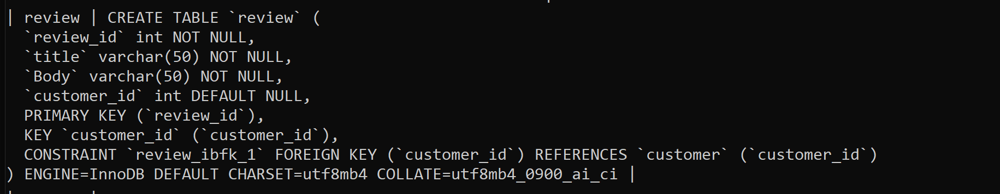 | review | CREATE TABLE `review` (
  `review_id` int NOT NULL,
  `title` varchar(50) NOT NULL,
  `Body` varchar(50) NOT NULL,
  `customer_id` int DEFAULT NULL,
  PRIMARY KEY (`review_id`),
  KEY `customer_id` (`customer_id`),
  CONSTRAINT `review_ibfk_1` FOREIGN KEY (`customer_id`) REFERENCES `customer` (`customer_id`)
) ENGINE=InnoDB DEFAULT CHARSET=utf8mb4 COLLATE=utf8mb4_0900_ai_ci |